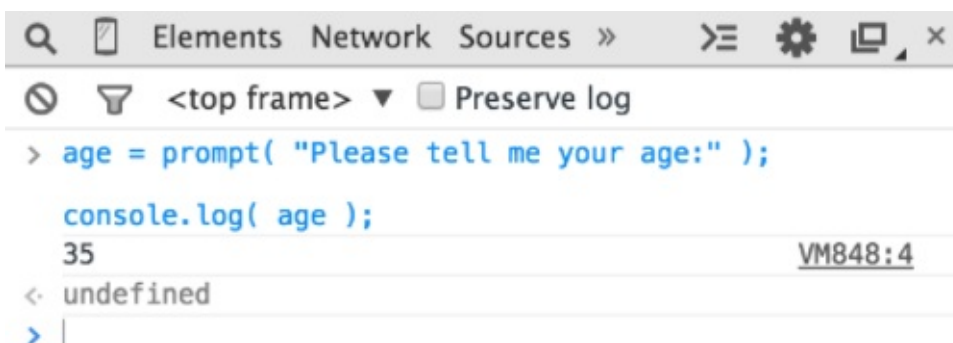 Elements Network Sources »
<top frame> ▼ Preserve log
> age = prompt( "Please tell me your age:" );
console.log( age );
35 VM848:4
<· undefined
>